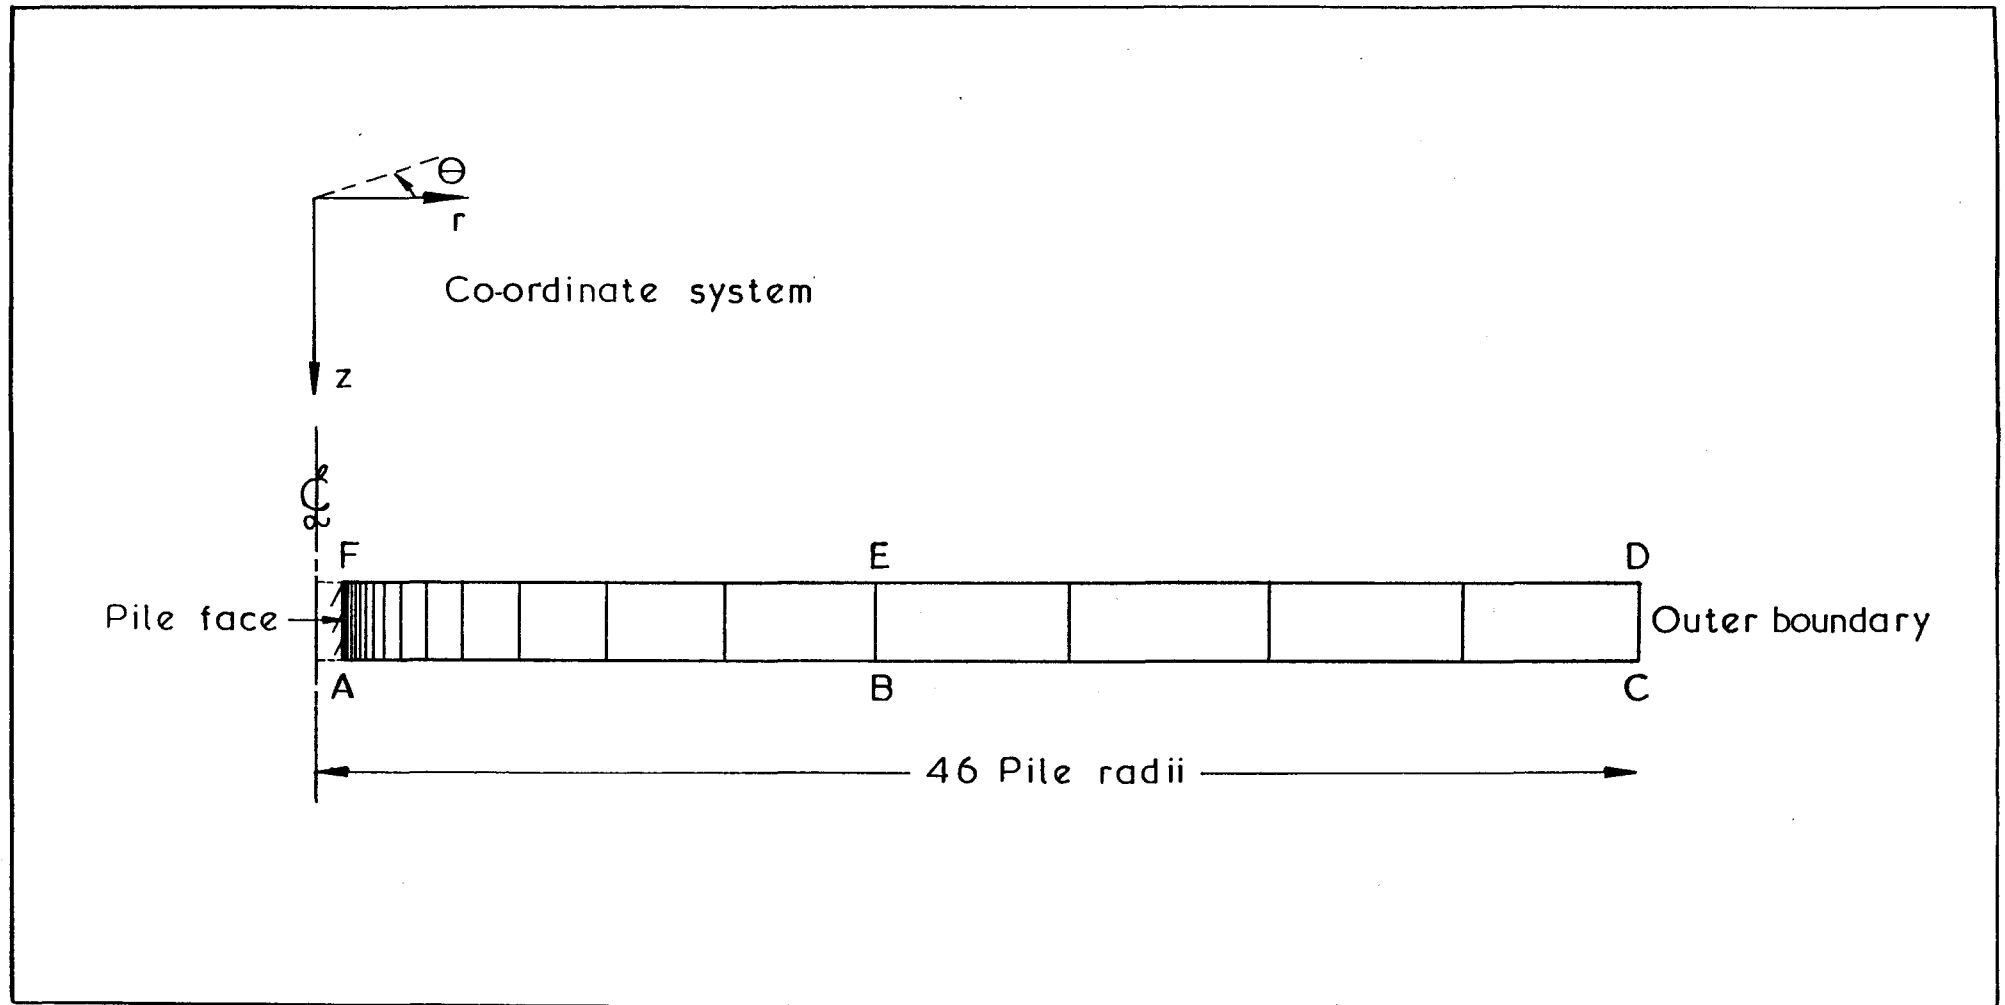 Θ
r
Co-ordinate system
z
℄
F E D
Pile face
Outer boundary
A B C
46 Pile radii